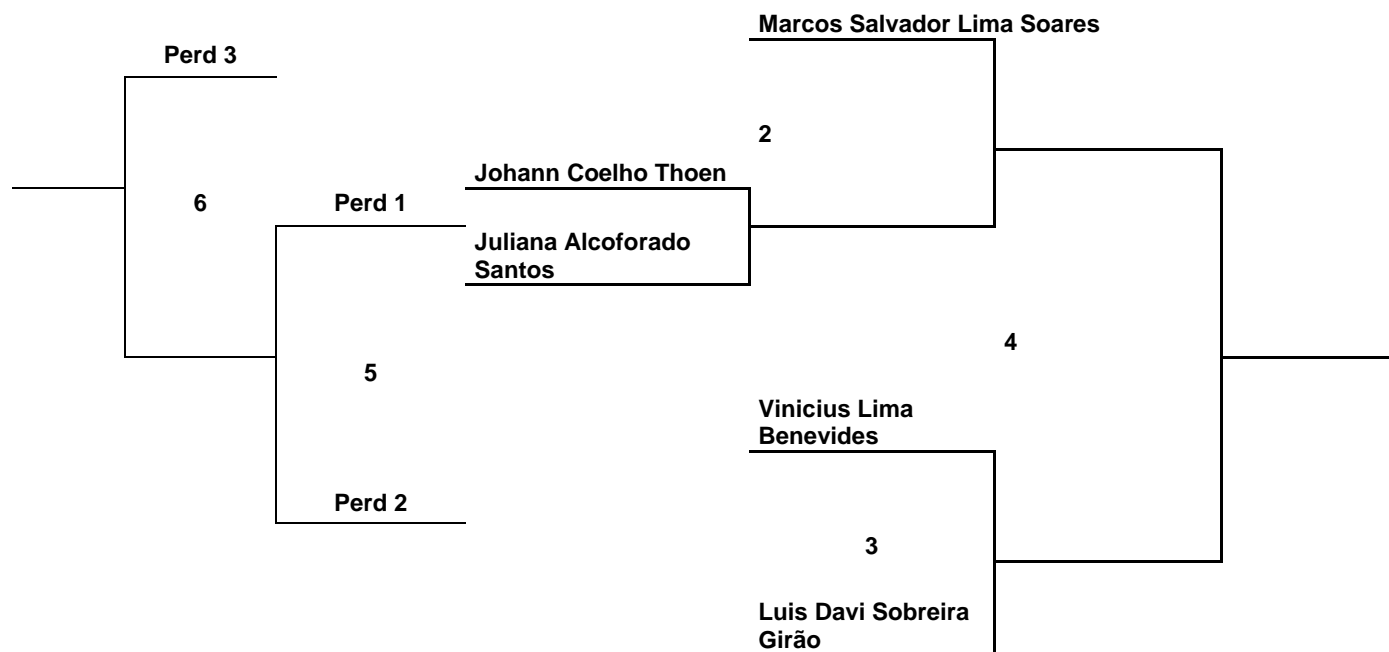 Marcos Salvador Lima Soares
Perd 3
2
Johann Coelho Thoen
6
Perd 1
Juliana Alcoforado
Santos
4
5
Vinicius Lima
Benevides
Perd 2
3
Luis Davi Sobreira
Girão